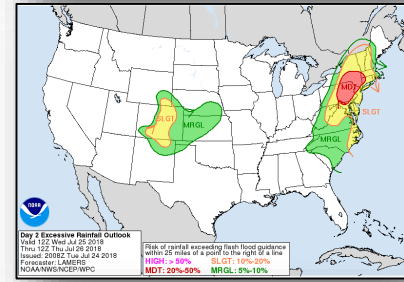 MDT
SLGT
SLGT
MRGL
MRGL
NOAA
Day 2 Excessive Rainfall Outlook
Valid 12Z Wed Jul 25 2018
Thru 12Z Thu Jul 26 2018
Issued: 2008Z Tue Jul 24 2018
Forecaster: LAMERS
NOAA/NWS/NCEP/WPC
Risk of rainfall exceeding flash flood guidance
within 25 miles of a point to the right of a line
HIGH: > 50% SLGT: 10%-20%
MDT: 20%-50% MRGL: 5%-10%